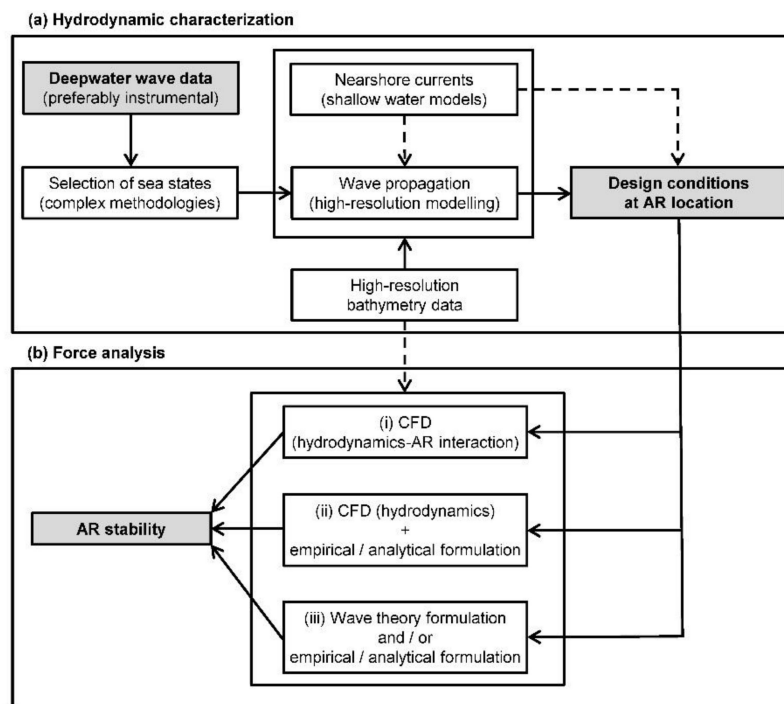 (a) Hydrodynamic characterization
Deepwater wave data
(preferably instrumental)
Nearshore currents
(shallow water models)
Selection of sea states
(complex methodologies)
Wave propagation
(high-resolution modelling)
Design conditions
at AR location
High-resolution
bathymetry data
(b) Force analysis
(i) CFD
(hydrodynamics-AR interaction)
AR stability
(ii) CFD (hydrodynamics)
+
empirical / analytical formulation
(iii) Wave theory formulation
and / or
empirical / analytical formulation